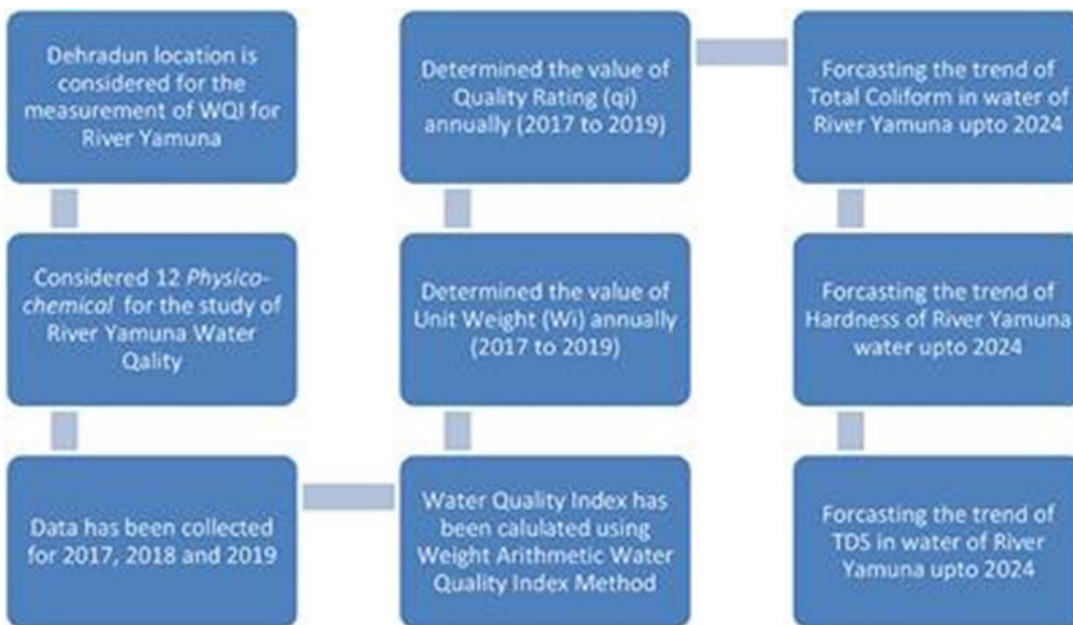 Dehradun location is
considered for the
measurement of WQI for
River Yamuna
Considered 12 Physico-
chemical for the study of
River Yamuna Water
Qality
Data has been collected
for 2017, 2018 and 2019
Water Quality Index has
been calulated using
Weight Arithmetic Water
Quality Index Method
Determined the value of
Unit Weight (Wi) annually
(2017 to 2019)
Determined the value of
Quality Rating (qi)
annually (2017 to 2019)
Forcasting the trend of
Total Coliform in water of
River Yamuna upto 2024
Forcasting the trend of
Hardness of River Yamuna
water upto 2024
Forcasting the trend of
TDS in water of River
Yamuna upto 2024